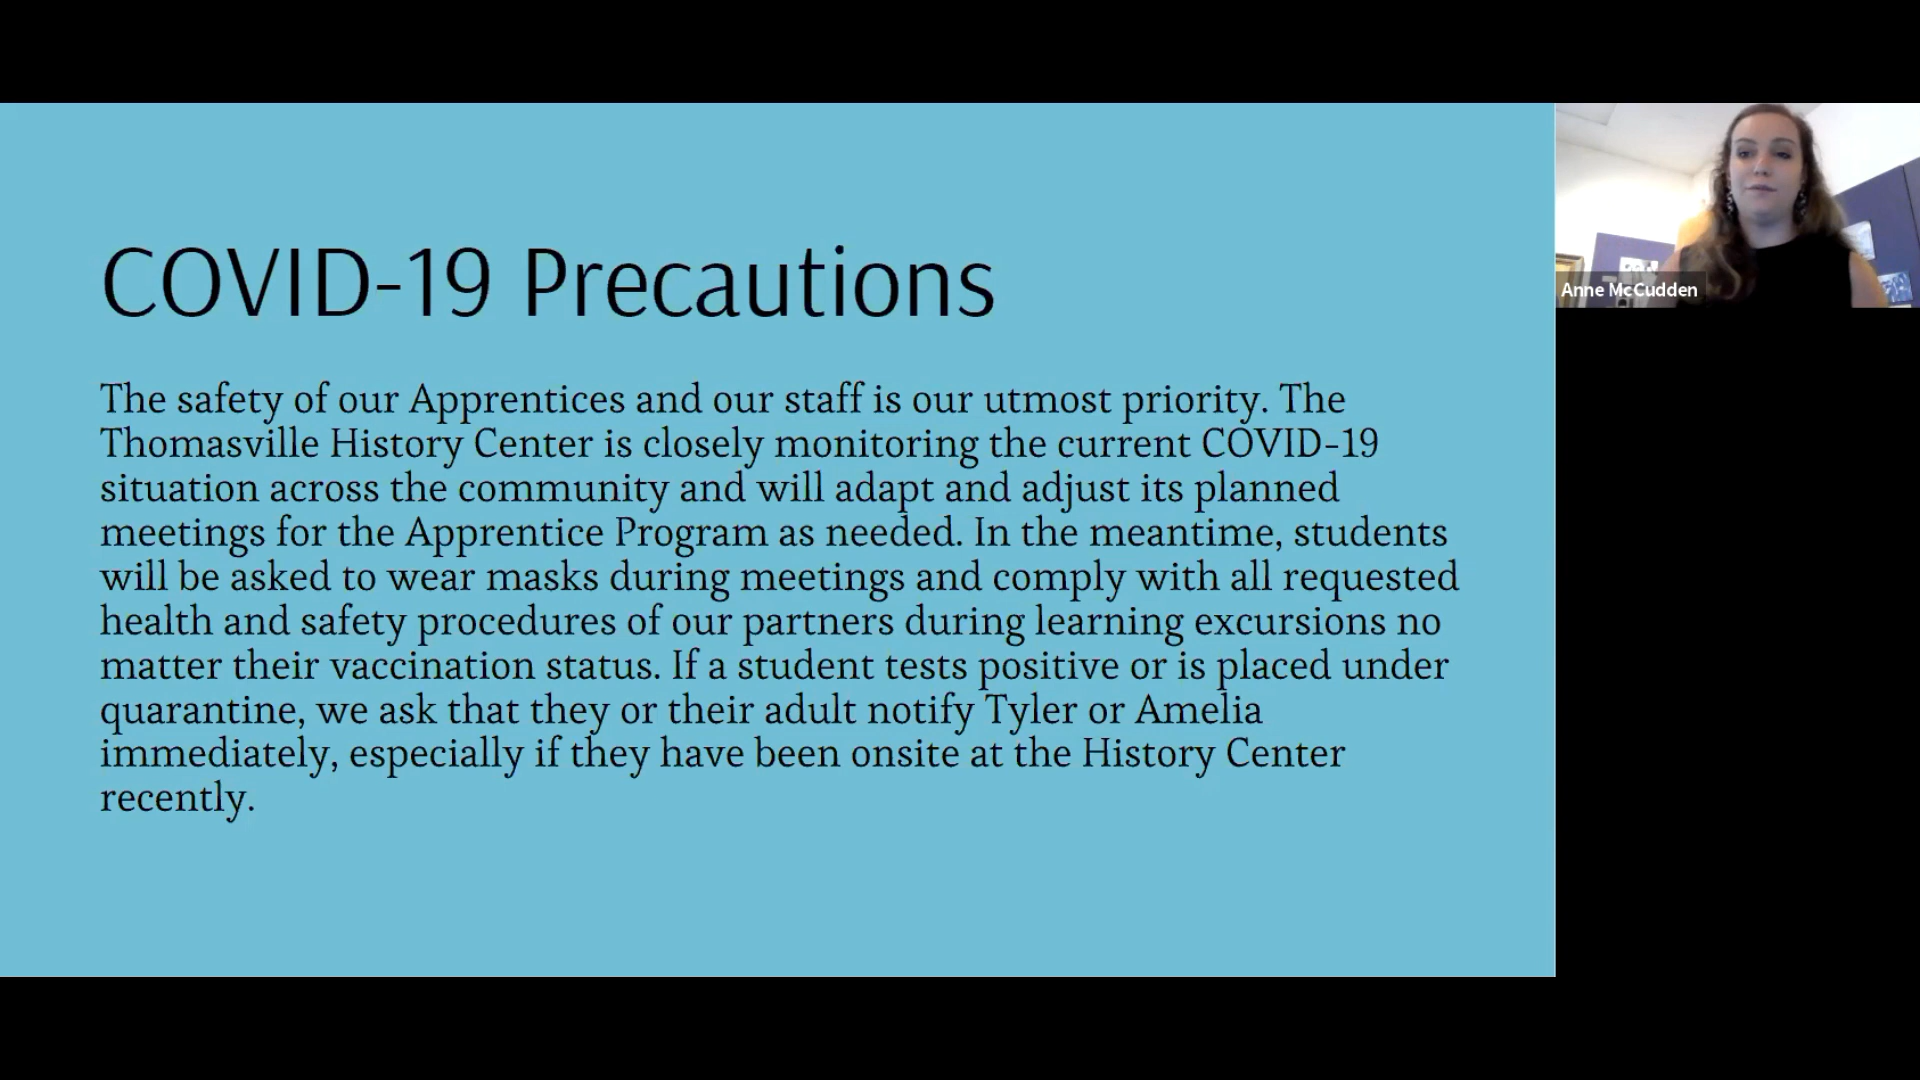 COVID-19 Precautions
The safety of our Apprentices and our staff is our utmost priority. The
Thomasville History Center is closely monitoring the current COVID-19
situation across the community and will adapt and adjust its planned
meetings for the Apprentice Program as needed. In the meantime, students
will be asked to wear masks during meetings and comply with all requested
health and safety procedures of our partners during learning excursions no
matter their vaccination status. If a student tests positive or is placed under
quarantine, we ask that they or their adult notify Tyler or Amelia
immediately, especially if they have been onsite at the History Center
recently.
Anne McCudden